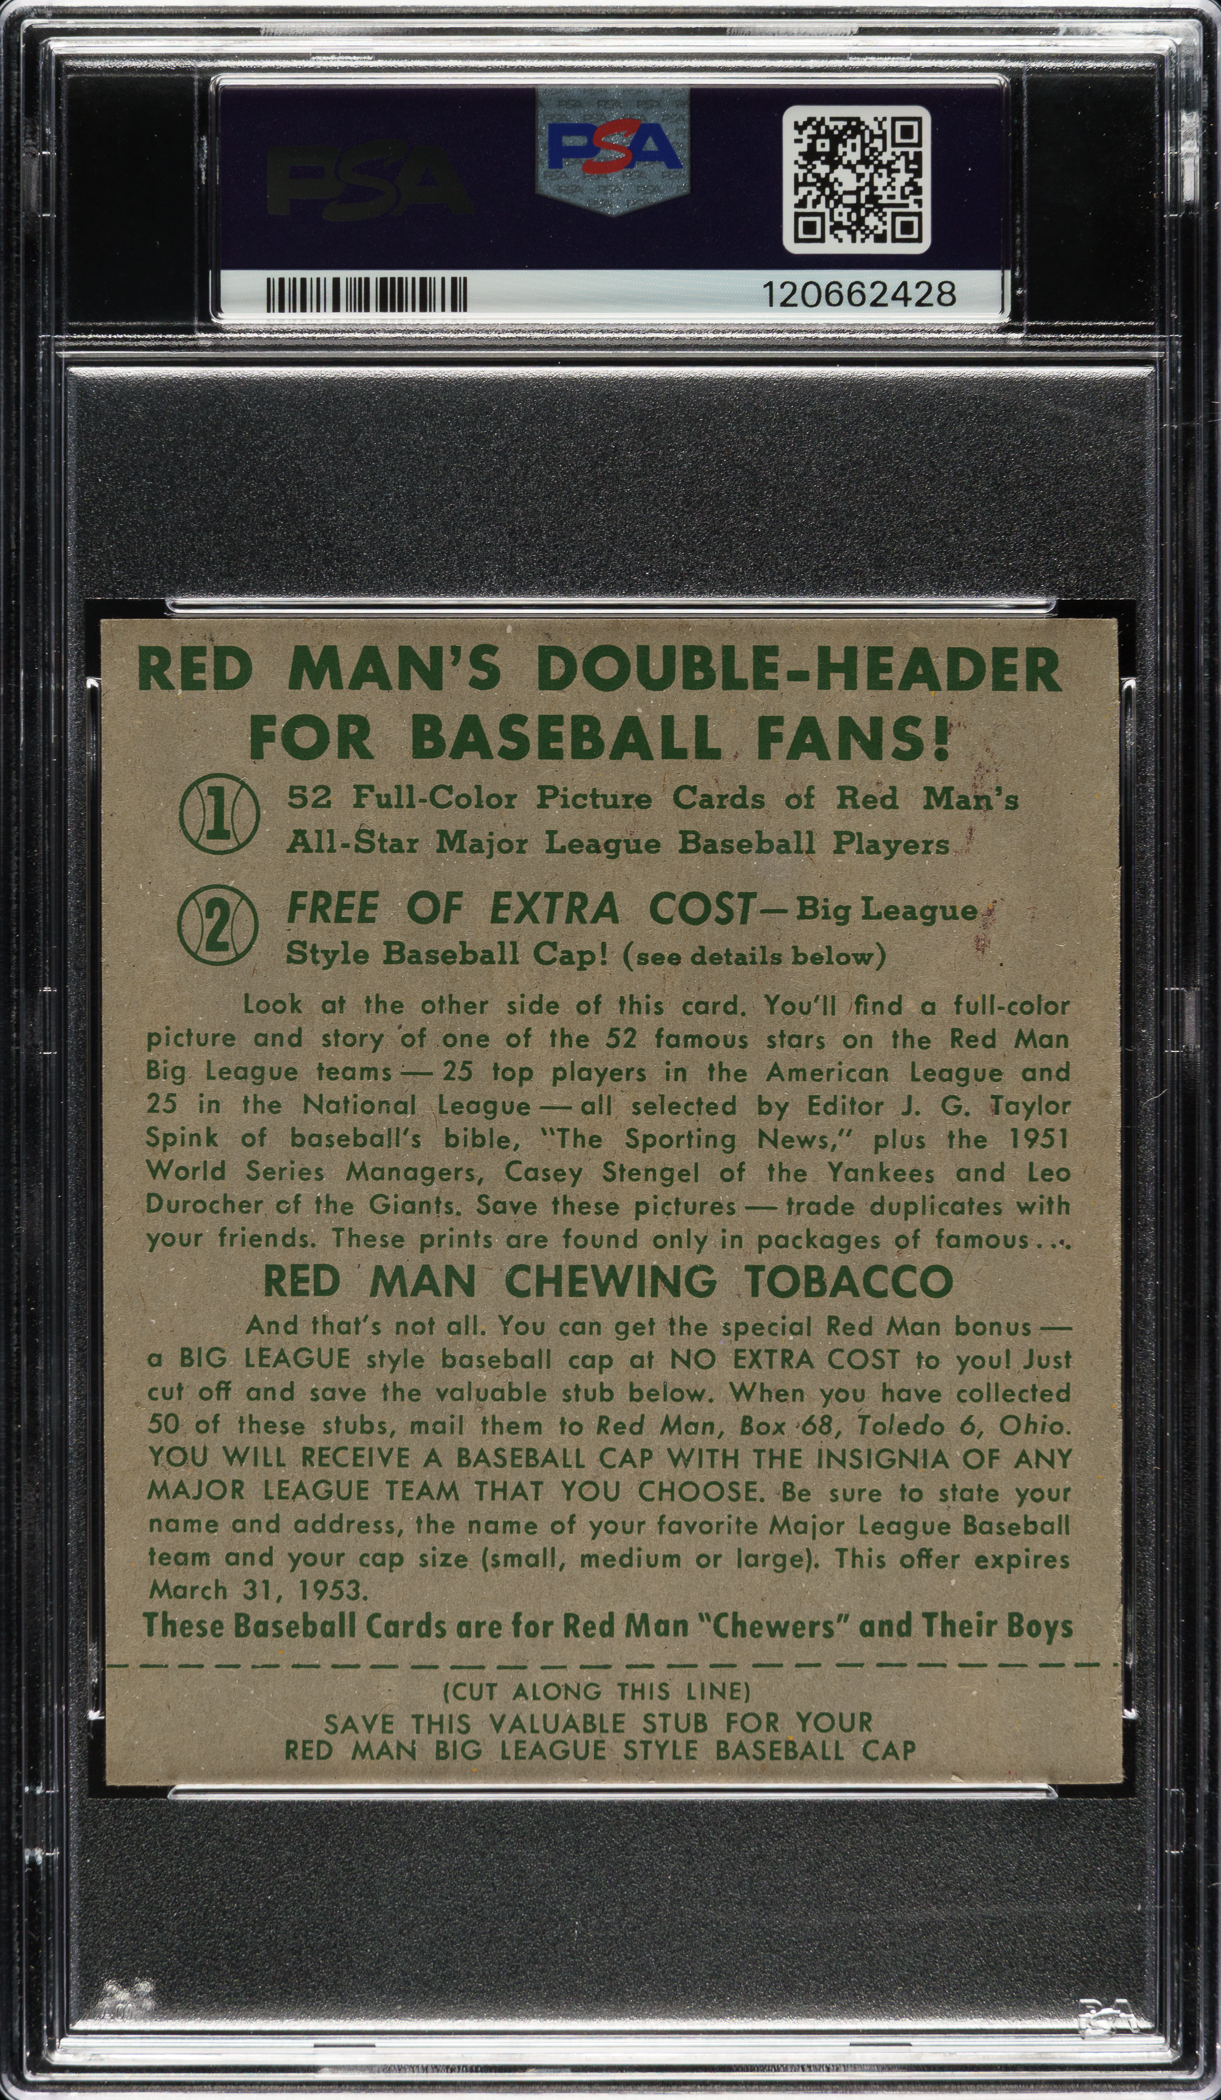 PSA
PSA
120662428
RED MAN'S DOUBLE-HEADER
FOR BASEBALL FANS!
1 52 Full-Color Picture Cards of Red Man's
All-Star Major League Baseball Players
2 FREE OF EXTRA COST—Big League
Style Baseball Cap! (see details below)
Look at the other side of this card. You'll find a full-color
picture and story of one of the 52 famous stars on the Red Man
Big League teams — 25 top players in the American League and
25 in the National League — all selected by Editor J. G. Taylor
Spink of baseball's bible, "The Sporting News," plus the 1951
World Series Managers, Casey Stengel of the Yankees and Leo
Durocher of the Giants. Save these pictures — trade duplicates with
your friends. These prints are found only in packages of famous...
RED MAN CHEWING TOBACCO
And that's not all. You can get the special Red Man bonus —
a BIG LEAGUE style baseball cap at NO EXTRA COST to you! Just
cut off and save the valuable stub below. When you have collected
50 of these stubs, mail them to Red Man, Box 68, Toledo 6, Ohio.
YOU WILL RECEIVE A BASEBALL CAP WITH THE INSIGNIA OF ANY
MAJOR LEAGUE TEAM THAT YOU CHOOSE. Be sure to state your
name and address, the name of your favorite Major League Baseball
team and your cap size (small, medium or large). This offer expires
March 31, 1953.
These Baseball Cards are for Red Man "Chewers" and Their Boys
(CUT ALONG THIS LINE)
SAVE THIS VALUABLE STUB FOR YOUR
RED MAN BIG LEAGUE STYLE BASEBALL CAP